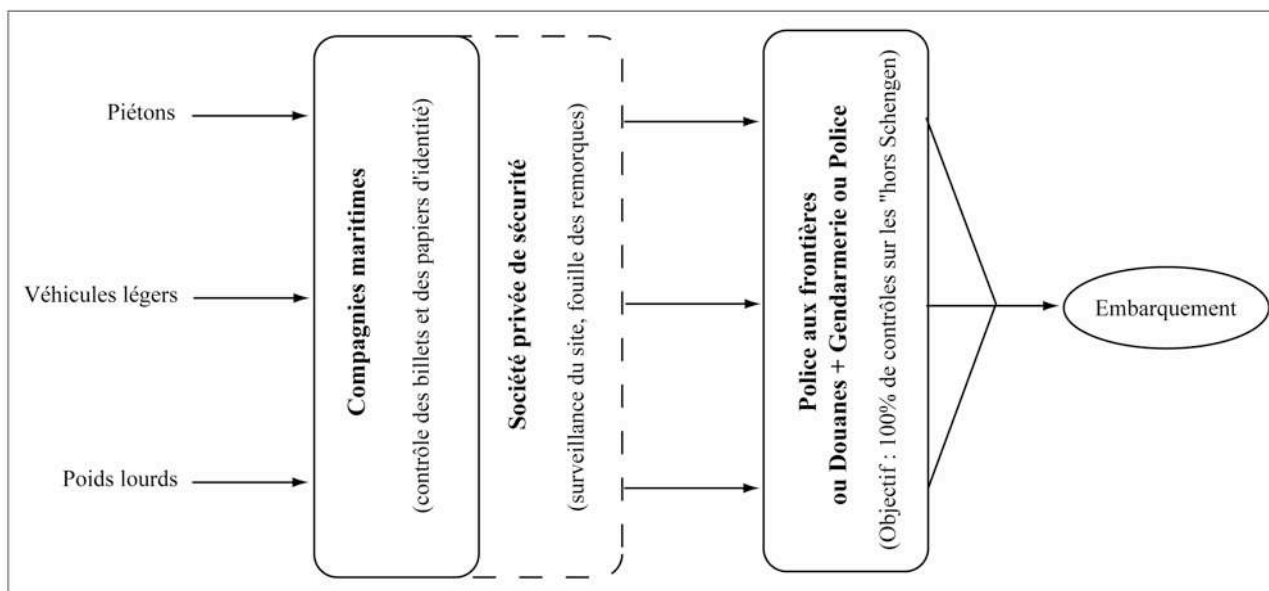 Piétons
Véhicules légers
Poids lourds
Compagnies maritimes
(contrôle des billets et des papiers d'identité)
Société privée de sécurité
(surveillance du site, fouille des remorques)
Police aux frontières
ou Douanes + Gendarmerie ou Police
(Objectif : 100% de contrôles sur les "hors Schengen)
Embarquement